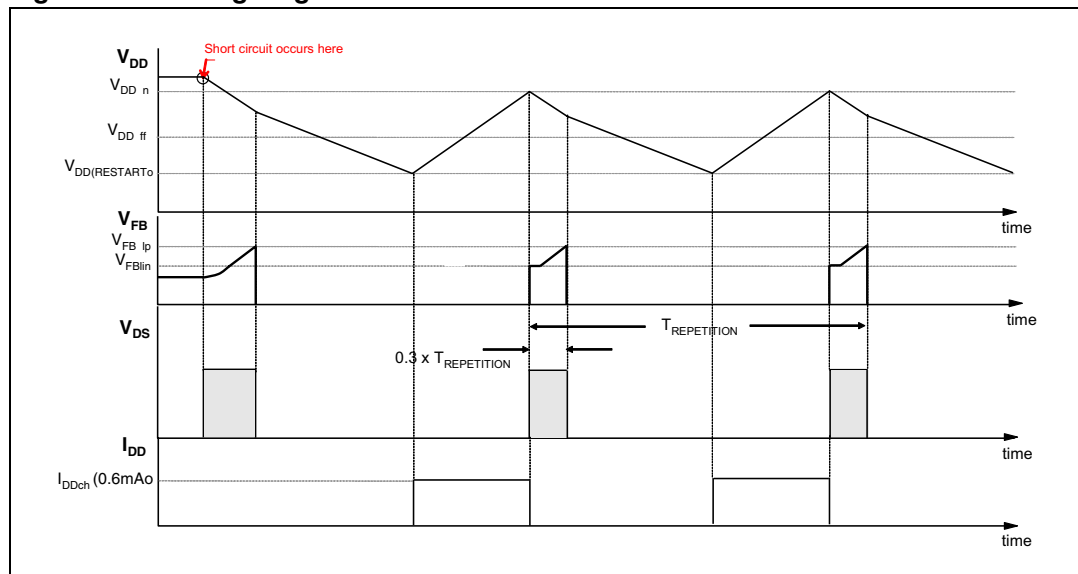 Short circuit occurs here
VDD
VDD n
VDD ff
VDD(RESTARTo
time
VFB
VFB lp
VFBlin
time
VDS
TREPETITION
0.3 x TREPETITION
time
IDD
IDDch (0.6mAo
time